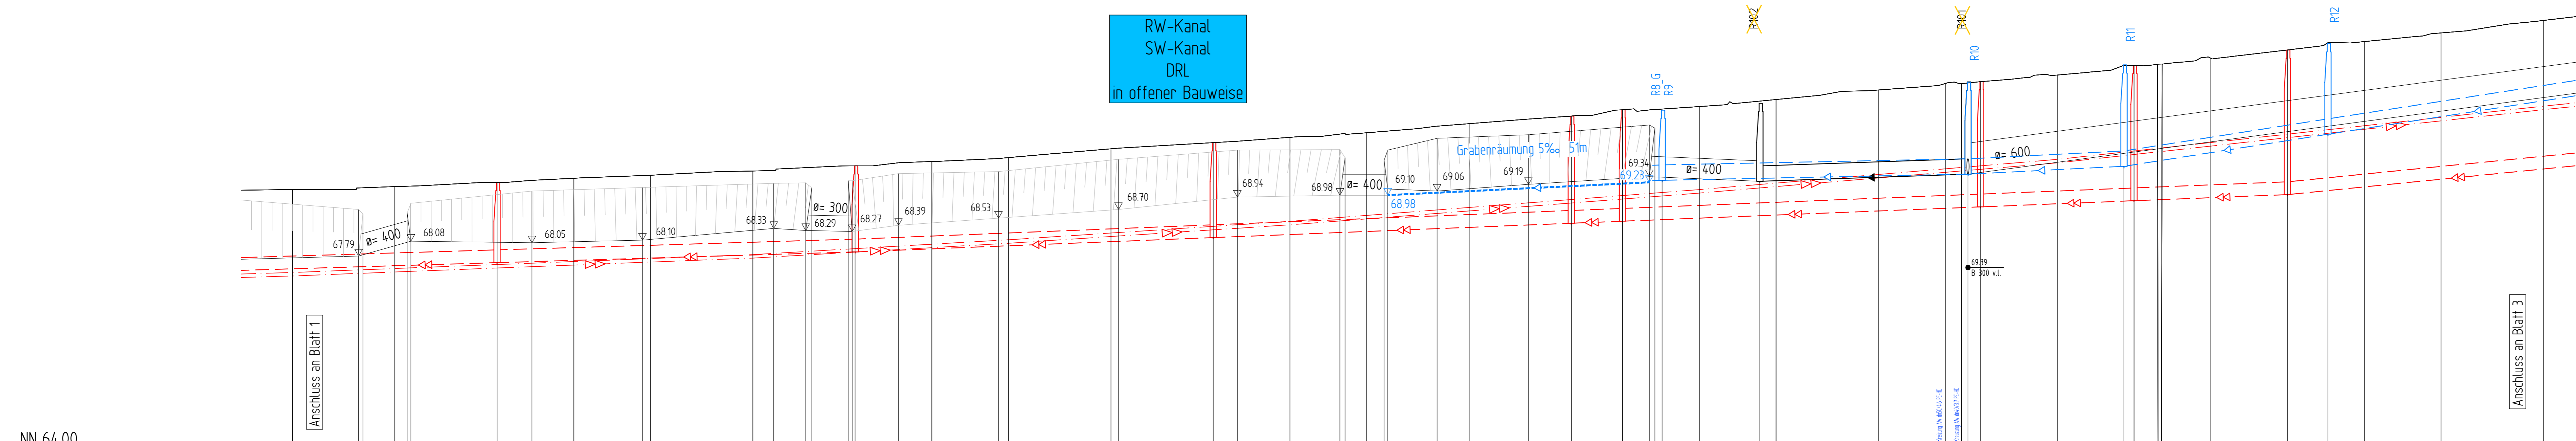 RW-Kanal
SW-Kanal
DRL
in offener Bauweise
R102
R101
R12
R11
R10
R8_G
R9
Grabenräumung 5‰ 51m
ø= 600
69.34
69.23
ø= 400
69.19
69.06
69.10
68.98
ø= 400
68.98
68.94
68.70
68.53
68.39
68.27
ø= 300
68.29
68.33
68.10
68.05
68.08
ø= 400
67.79
69.39
B 300 v.l.
Anschluss an Blatt 1
Anschluss an Blatt 3
NN 64.00